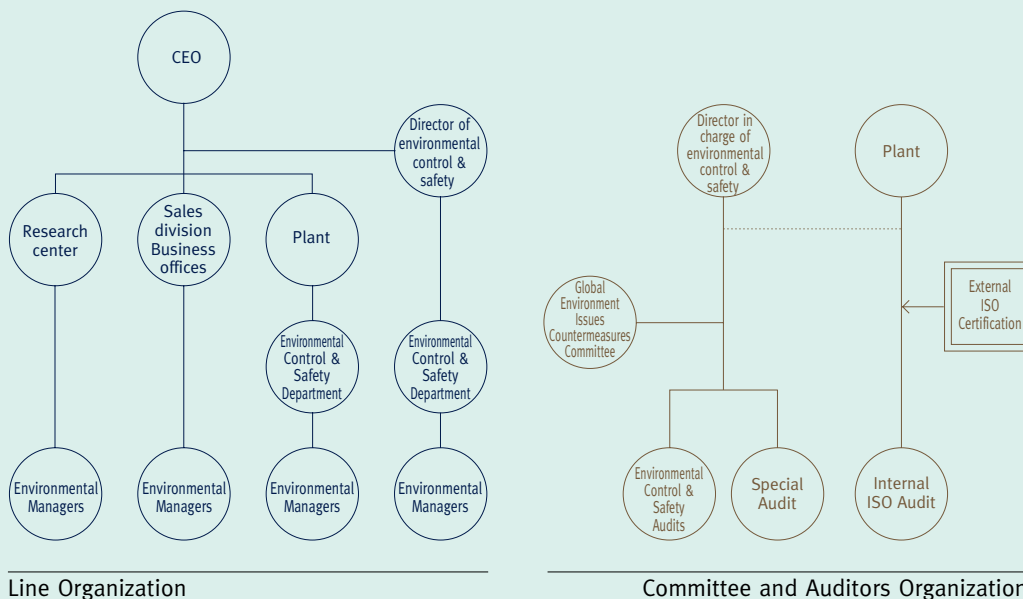 CEO
Director of
environmental
control &
safety
Research
center
Sales
division
Business
offices
Plant
Environmental
Control &
Safety
Department
Environmental
Control &
Safety
Department
Environmental
Managers
Environmental
Managers
Environmental
Managers
Environmental
Managers
Line Organization
Director in
charge of
environmental
control &
safety
Plant
Global
Environment
Issues
Countermeasures
Committee
External
ISO
Certification
Environmental
Control &
Safety
Audits
Special
Audit
Internal
ISO Audit
Committee and Auditors Organization